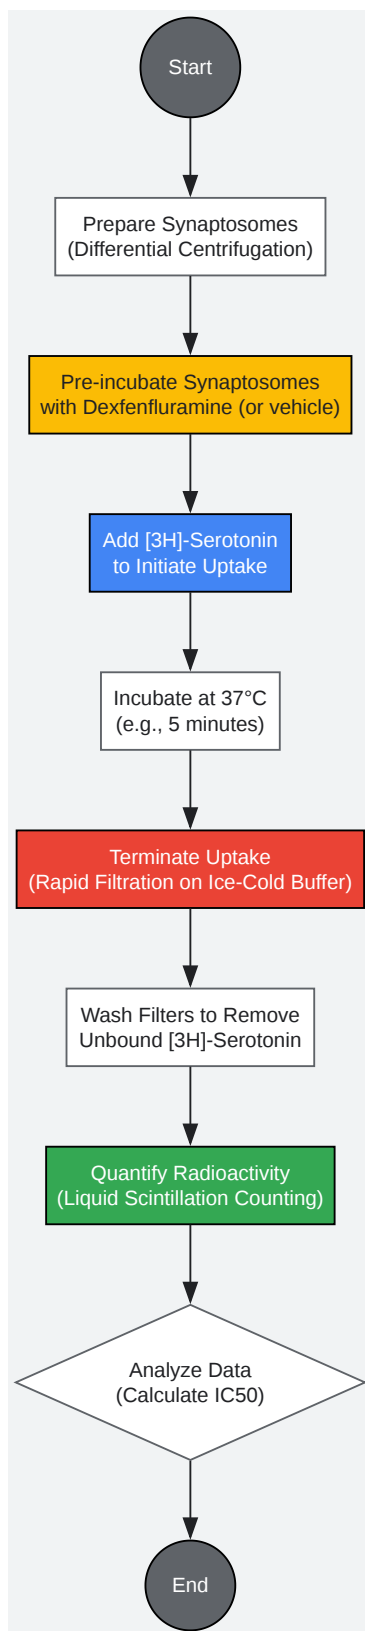 Start
Prepare Synaptosomes
(Differential Centrifugation)
Pre-incubate Synaptosomes
with Dexfenfluramine (or vehicle)
Add [3H]-Serotonin
to Initiate Uptake
Incubate at 37°C
(e.g., 5 minutes)
Terminate Uptake
(Rapid Filtration on Ice-Cold Buffer)
Wash Filters to Remove
Unbound [3H]-Serotonin
Quantify Radioactivity
(Liquid Scintillation Counting)
Analyze Data
(Calculate IC50)
End